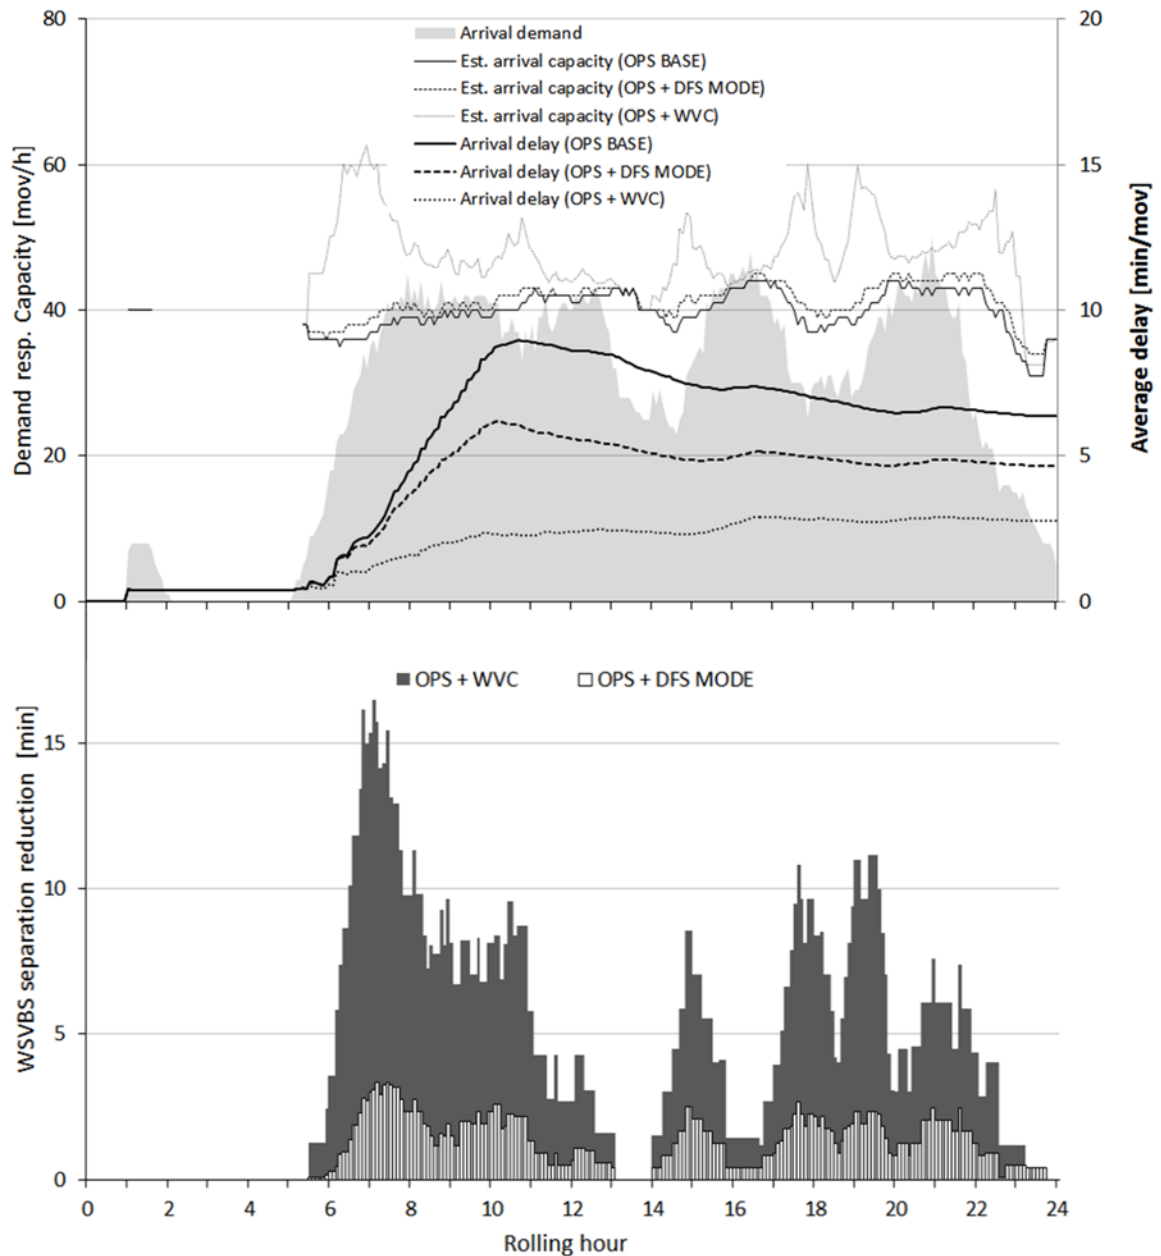 80
60
40
20
0
Demand resp. Capacity [mov/h]
Arrival demand
Est. arrival capacity (OPS BASE)
Est. arrival capacity (OPS + DFS MODE)
Est. arrival capacity (OPS + WVC)
Arrival delay (OPS BASE)
Arrival delay (OPS + DFS MODE)
Arrival delay (OPS + WVC)
20
15
10
5
0
Average delay [min/mov]
OPS + WVC OPS + DFS MODE
15
10
5
0
WSVBS separation reduction [min]
0 2 4 6 8 10 12 14 16 18 20 22 24
Rolling hour